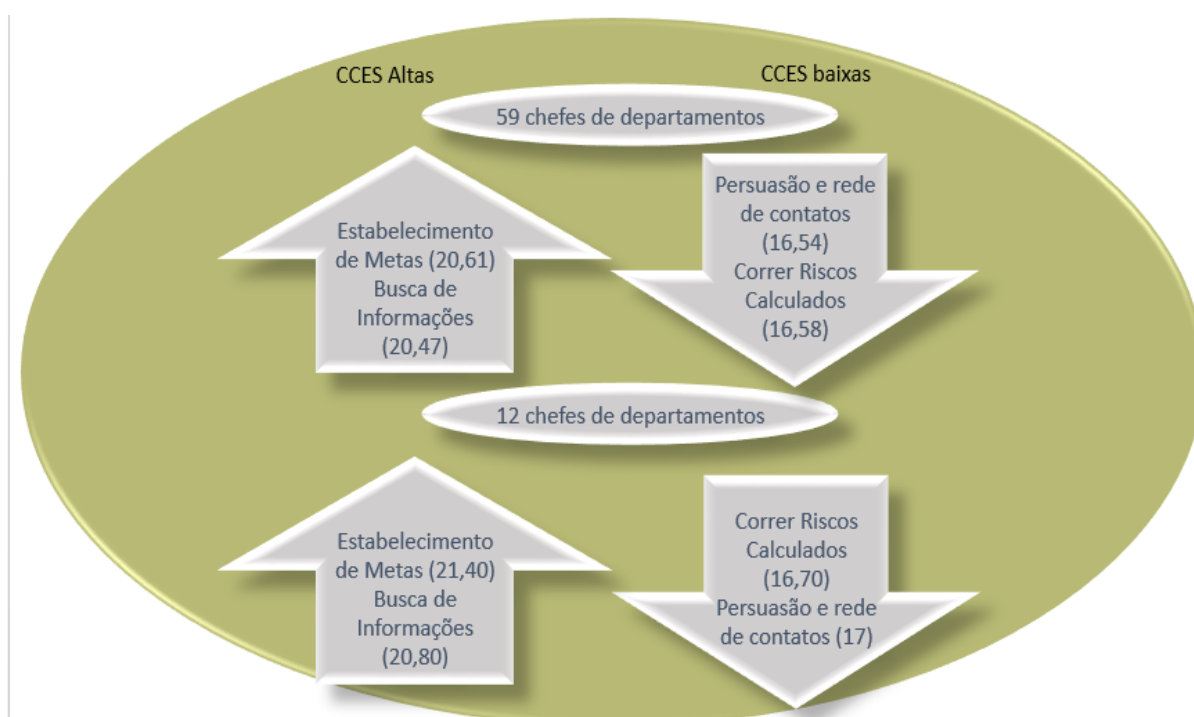 CCES Altas
CCES baixas
59 chefes de departamentos
Estabelecimento
de Metas (20,61)
Busca de
Informações
(20,47)
Persuasão e rede
de contatos
(16,54)
Correr Riscos
Calculados
(16,58)
12 chefes de departamentos
Estabelecimento
de Metas (21,40)
Busca de
Informações
(20,80)
Correr Riscos
Calculados
(16,70)
Persuasão e rede
de contatos (17)